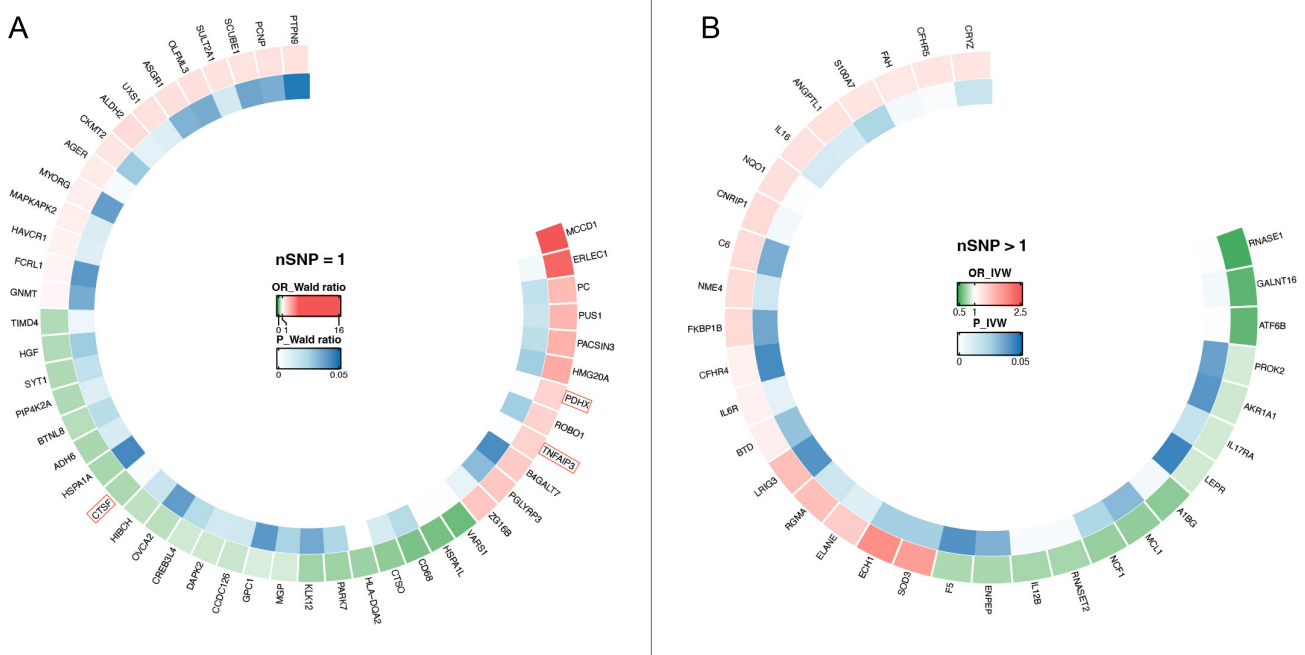 A
PTPN9
PCNP
SCUBE1
SULT2A1
OLFML3
ASGR1
UXS1
ALDH2
CKMT2
AGER
MYORG
MAPKAPK2
HAVCR1
FCRL1
GNMT
TIMD4
HGF
SYT1
PIP4K2A
BTNL8
ADH6
HSPA1A
CTSF
HIBCH
OVCA2
CREB3L4
DAPK2
CCDC126
GPC1
MGP
KLK12
PARK7
HLA-DQA2
CTSO
CD68
HSPA1L
VARS1
ZG16B
PGLYRP3
B4GALT7
TNFAIP3
ROBO1
PDHX
HMG20A
PACSIN3
PUS1
PC
ERLEC1
MCCD1
nSNP = 1
OR_Wald ratio
0 1 16
P_Wald ratio
0 0.05
B
CRYZ
CFHR5
FAH
S100A7
ANGPTL1
IL16
NQO1
CNRIP1
C6
NME4
FKBP1B
CFHR4
IL6R
BTD
LRIG3
RGMA
ELANE
ECH1
SOD3
F5
ENPEP
IL12B
RNASET2
NCF1
MCL1
A1BG
LEPR
IL17RA
AKR1A1
PROK2
ATF6B
GALNT16
RNASE1
nSNP > 1
OR_IVW
0.5 1 2.5
P_IVW
0 0.05